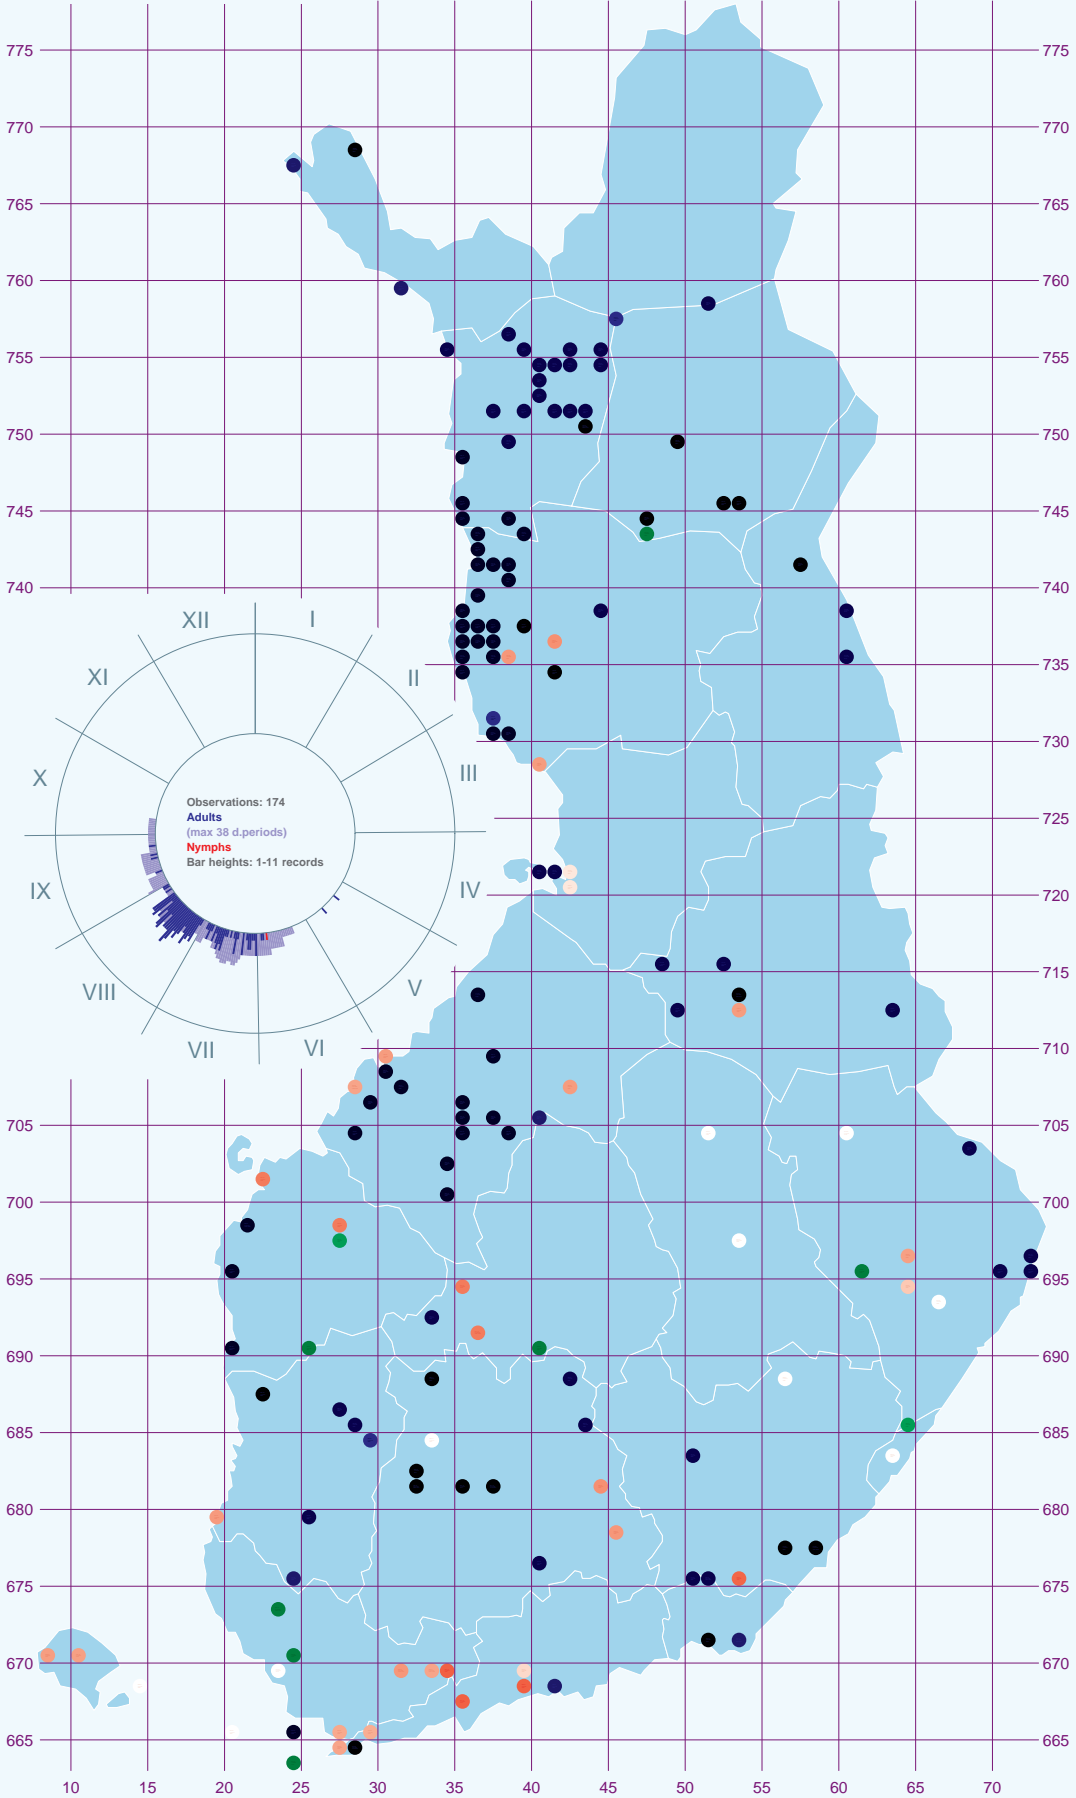 775 775
770 770
765 765
760 760
755 755
750 750
745 745
740 740
XII I
XI II
735 735
730 730
X III
Observations: 174
Adults
(max 38 d.periods)
Nymphs
Bar heights: 1-11 records
725 725
IX IV
720 720
VIII V
715 715
VII VI
710 710
705 705
700 700
695 695
690 690
685 685
680 680
675 675
670 670
665 665
10 15 20 25 30 35 40 45 50 55 60 65 70